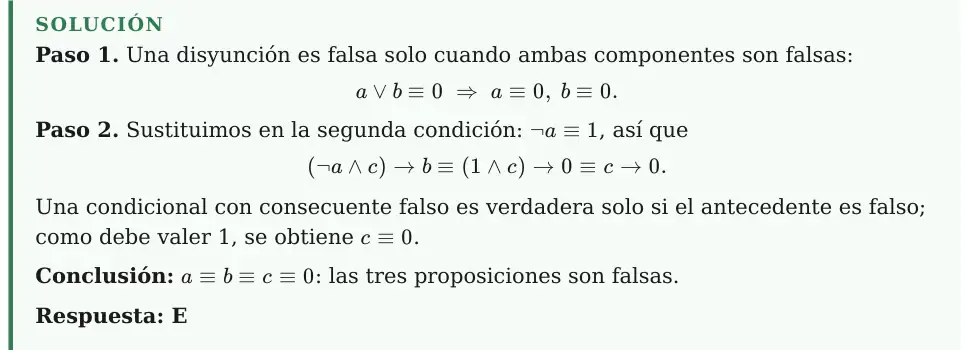 SOLUCIÓN
Paso 1. Una disyunción es falsa solo cuando ambas componentes son falsas:
a ∨ b ≡ 0 ⇒ a ≡ 0, b ≡ 0.
Paso 2. Sustituimos en la segunda condición: ¬a ≡ 1, así que
(¬a ∧ c) → b ≡ (1 ∧ c) → 0 ≡ c → 0.
Una condicional con consecuente falso es verdadera solo si el antecedente es falso;
como debe valer 1, se obtiene c ≡ 0.
Conclusión: a ≡ b ≡ c ≡ 0: las tres proposiciones son falsas.
Respuesta: E